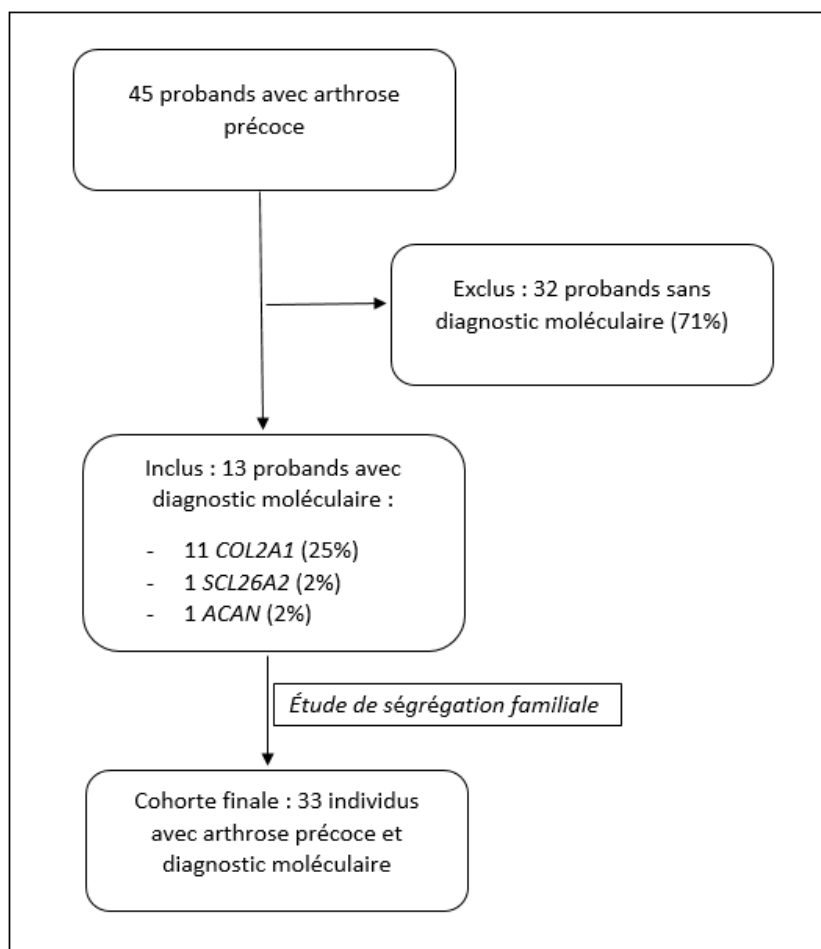 45 probands avec arthrose
précoce
Exclus : 32 probands sans
diagnostic moléculaire (71%)
Inclus : 13 probands avec
diagnostic moléculaire :
- 11 COL2A1 (25%)
- 1 SCL26A2 (2%)
- 1 ACAN (2%)
Étude de ségrégation familiale
Cohorte finale : 33 individus
avec arthrose précoce et
diagnostic moléculaire